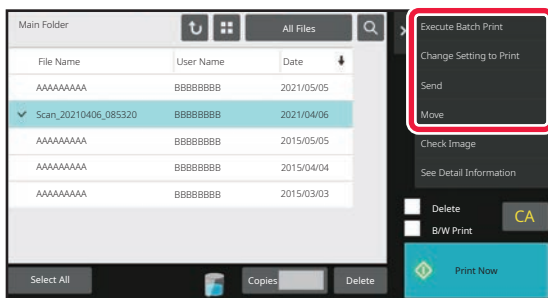 Main Folder
All Files
File Name User Name Date
AAAAAAAAA BBBBBBBB 2021/05/05
Scan_20210406_085320 BBBBBBBB 2021/04/06
AAAAAAAAA BBBBBBBB 2015/05/05
AAAAAAAAA BBBBBBBB 2015/04/04
AAAAAAAAA BBBBBBBB 2015/03/03
Select All
Copies
Delete
Execute Batch Print
Change Setting to Print
Send
Move
Check Image
See Detail Information
Delete
B/W Print
CA
Print Now